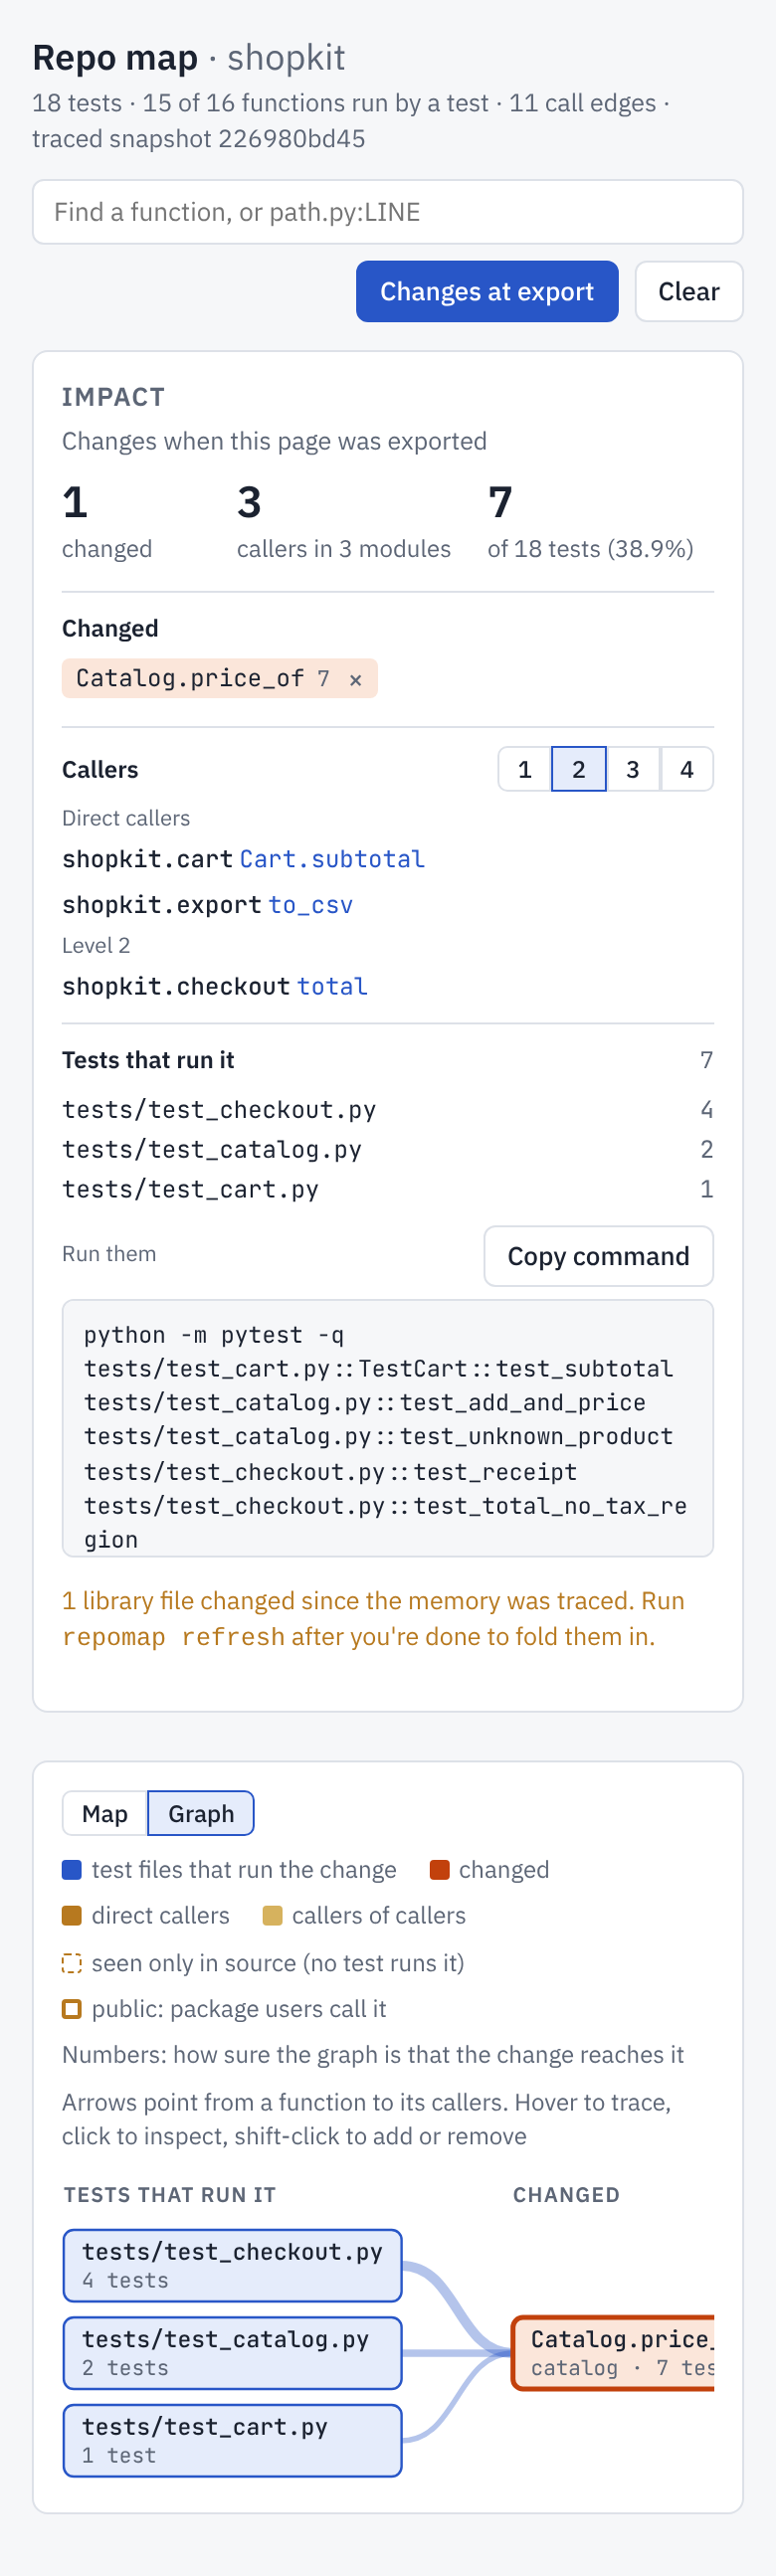 Repo map · shopkit
18 tests · 15 of 16 functions run by a test · 11 call edges ·
traced snapshot 226980bd45
Find a function, or path.py:LINE
Changes at export
Clear
IMPACT
Changes when this page was exported
1
changed
3
callers in 3 modules
7
of 18 tests (38.9%)
Changed
Catalog.price_of 7 ×
Callers
1 2 3 4
Direct callers
shopkit.cart Cart.subtotal
shopkit.export to_csv
Level 2
shopkit.checkout total
Tests that run it 7
tests/test_checkout.py 4
tests/test_catalog.py 2
tests/test_cart.py 1
Run them
Copy command
python -m pytest -q
tests/test_cart.py::TestCart::test_subtotal
tests/test_catalog.py::test_add_and_price
tests/test_catalog.py::test_unknown_product
tests/test_checkout.py::test_receipt
tests/test_checkout.py::test_total_no_tax_re
gion
1 library file changed since the memory was traced. Run
repomap refresh after you're done to fold them in.
Map Graph
test files that run the change
changed
direct callers
callers of callers
seen only in source (no test runs it)
public: package users call it
Numbers: how sure the graph is that the change reaches it
Arrows point from a function to its callers. Hover to trace,
click to inspect, shift-click to add or remove
TESTS THAT RUN IT
CHANGED
tests/test_checkout.py
4 tests
tests/test_catalog.py
2 tests
tests/test_cart.py
1 test
Catalog.price_
catalog · 7 tes